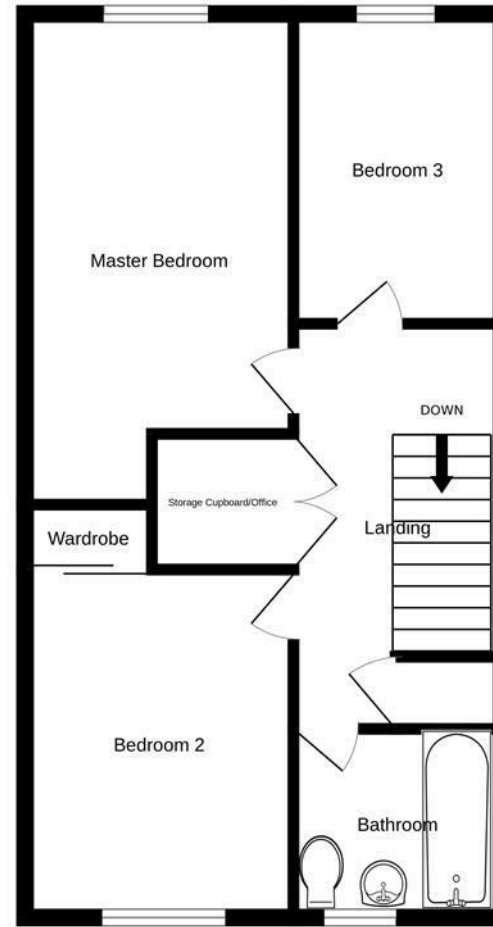 Bedroom 3
Master Bedroom
DOWN
Storage Cupboard/Office
Landing
Wardrobe
Bedroom 2
Bathroom